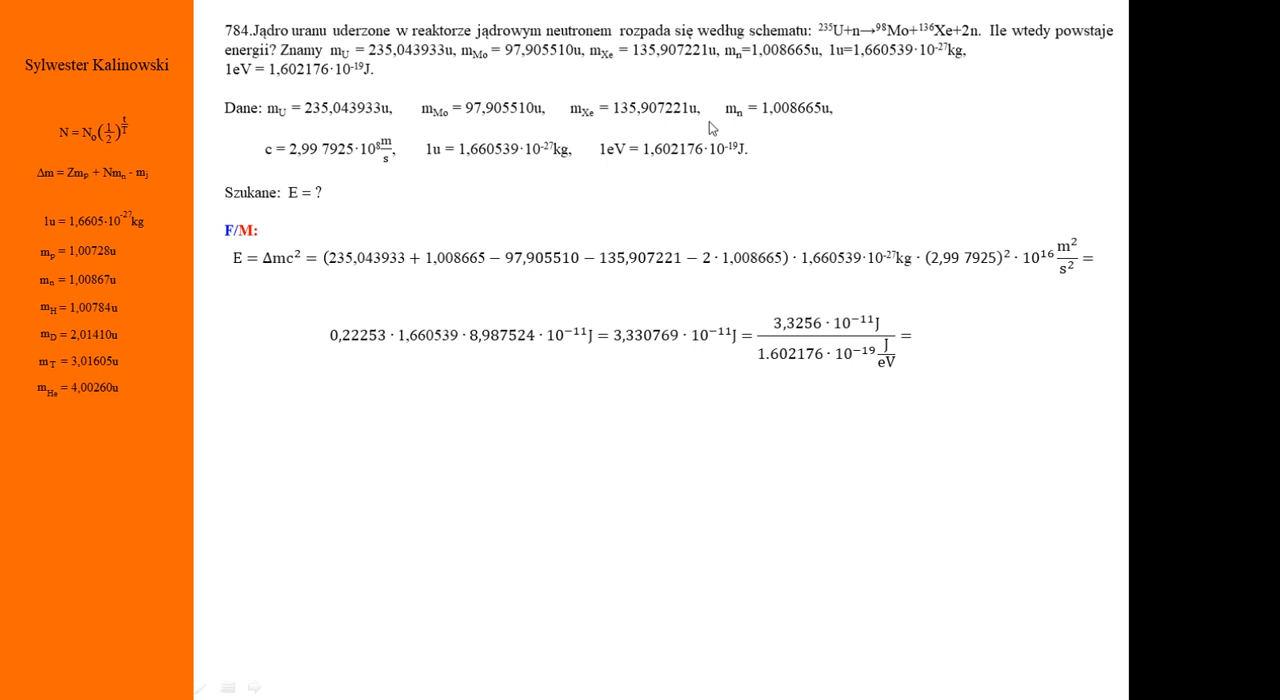 Sylwester Kalinowski
N = N₀(1/2)^(t/T)
Δm = Zmₚ + Nmₙ - mⱼ
1u = 1,6605·10⁻²⁷kg
mₚ = 1,00728u
mₙ = 1,00867u
m_H = 1,00784u
m_D = 2,01410u
m_T = 3,01605u
m_He = 4,00260u
784.Jądro uranu uderzone w reaktorze jądrowym neutronem rozpada się według schematu: ²³⁵U+n→⁹⁸Mo+¹³⁶Xe+2n. Ile wtedy powstaje
energii? Znamy m_U = 235,043933u, m_Mo = 97,905510u, m_Xe = 135,907221u, mₙ=1,008665u, 1u=1,660539·10⁻²⁷kg,
1eV = 1,602176·10⁻¹⁹J.
Dane: m_U = 235,043933u, m_Mo = 97,905510u, m_Xe = 135,907221u, mₙ = 1,008665u,
c = 2,99 7925·10⁸m/s, 1u = 1,660539·10⁻²⁷kg, 1eV = 1,602176·10⁻¹⁹J.
Szukane: E = ?
F/M:
E = Δmc² = (235,043933 + 1,008665 − 97,905510 − 135,907221 − 2 · 1,008665) · 1,660539·10⁻²⁷kg · (2,99 7925)² · 10¹⁶ m²/s² =
0,22253 · 1,660539 · 8,987524 · 10⁻¹¹J = 3,330769 · 10⁻¹¹J = 3,3256 · 10⁻¹¹J / 1.602176 · 10⁻¹⁹ J/eV =